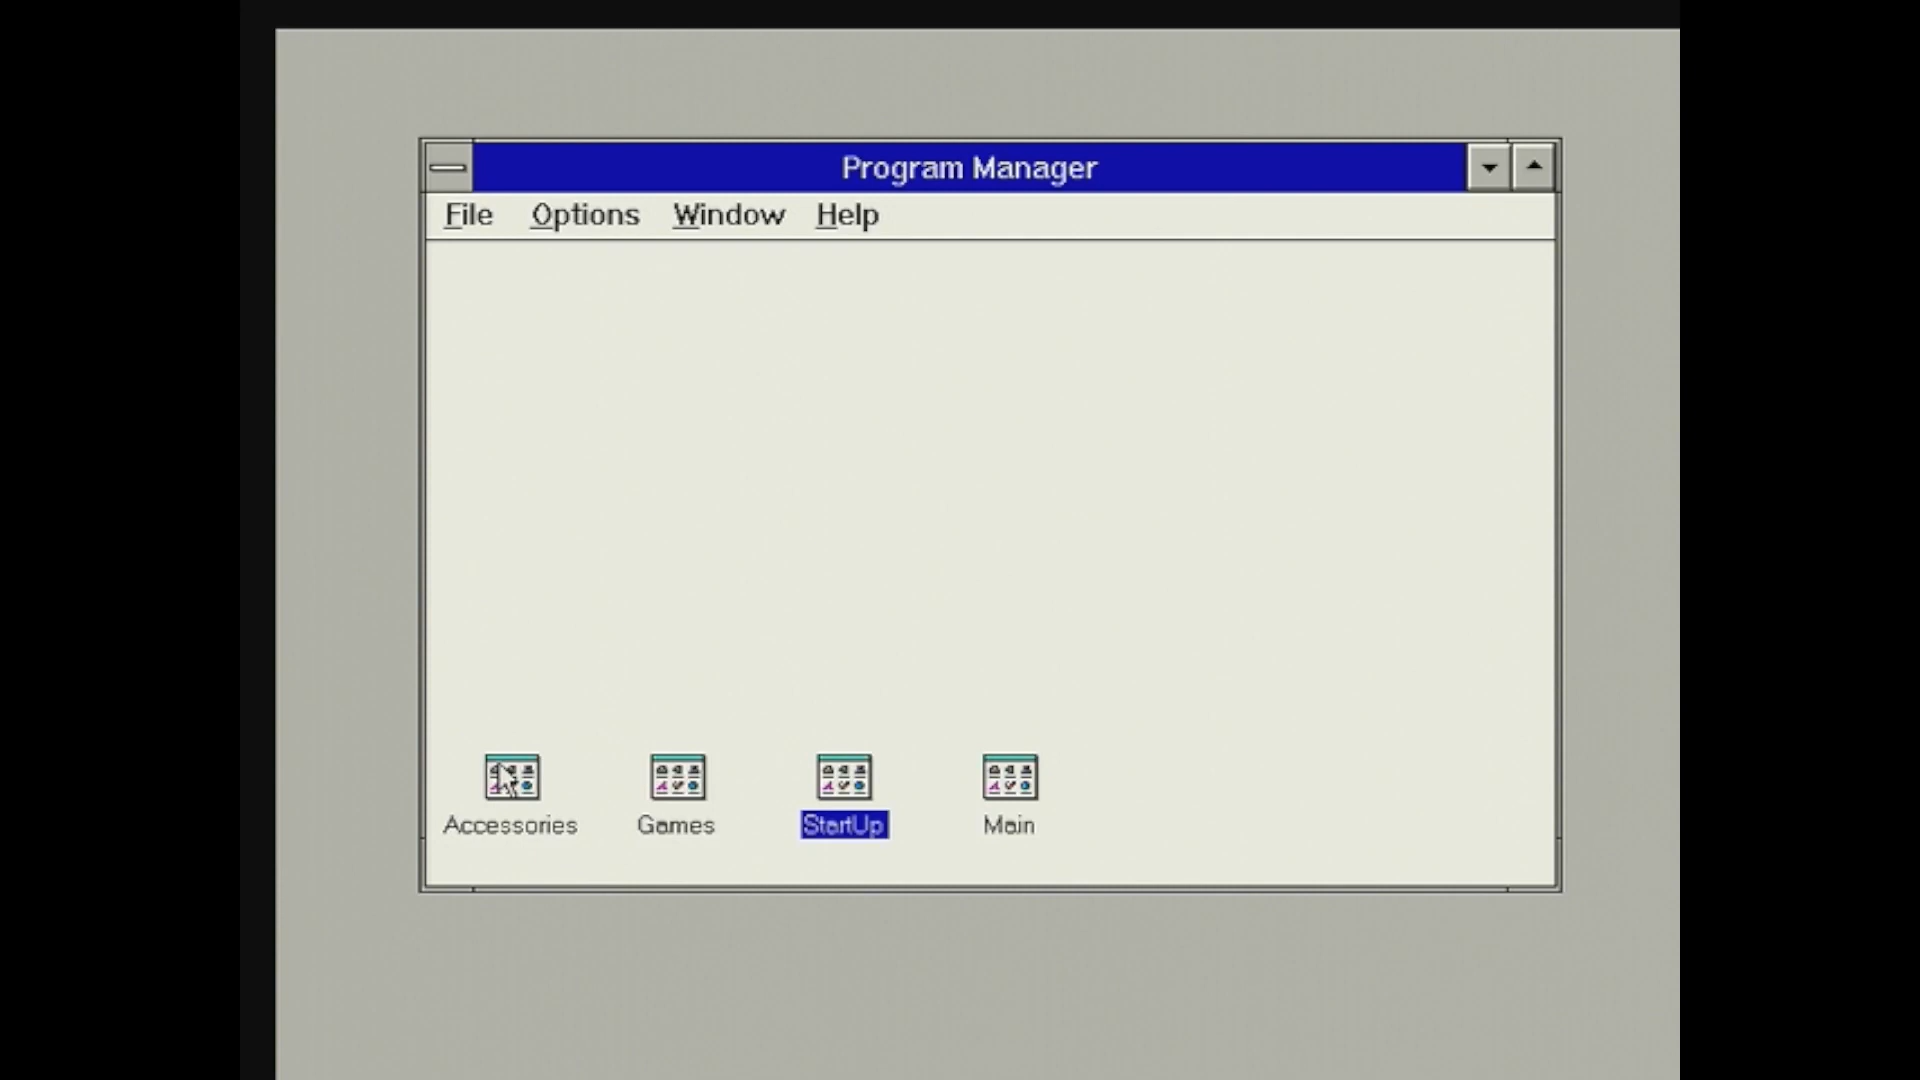 Program Manager
File Options Window Help
Accessories Games StartUp Main